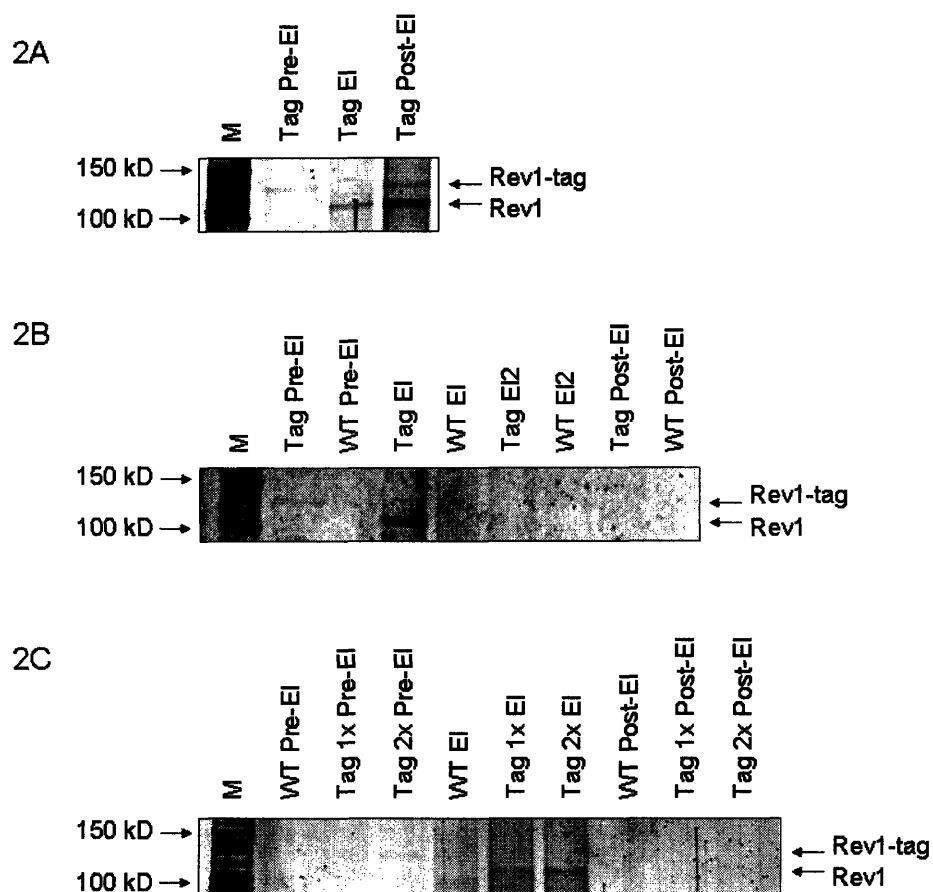 2A
M
Tag Pre-El
Tag El
Tag Post-El
150 kD
100 kD
Rev1-tag
Rev1
2B
M
Tag Pre-El
WT Pre-El
Tag El
WT El
Tag El2
WT El2
Tag Post-El
WT Post-El
150 kD
100 kD
Rev1-tag
Rev1
2C
M
WT Pre-El
Tag 1x Pre-El
Tag 2x Pre-El
WT El
Tag 1x El
Tag 2x El
WT Post-El
Tag 1x Post-El
Tag 2x Post-El
150 kD
100 kD
Rev1-tag
Rev1